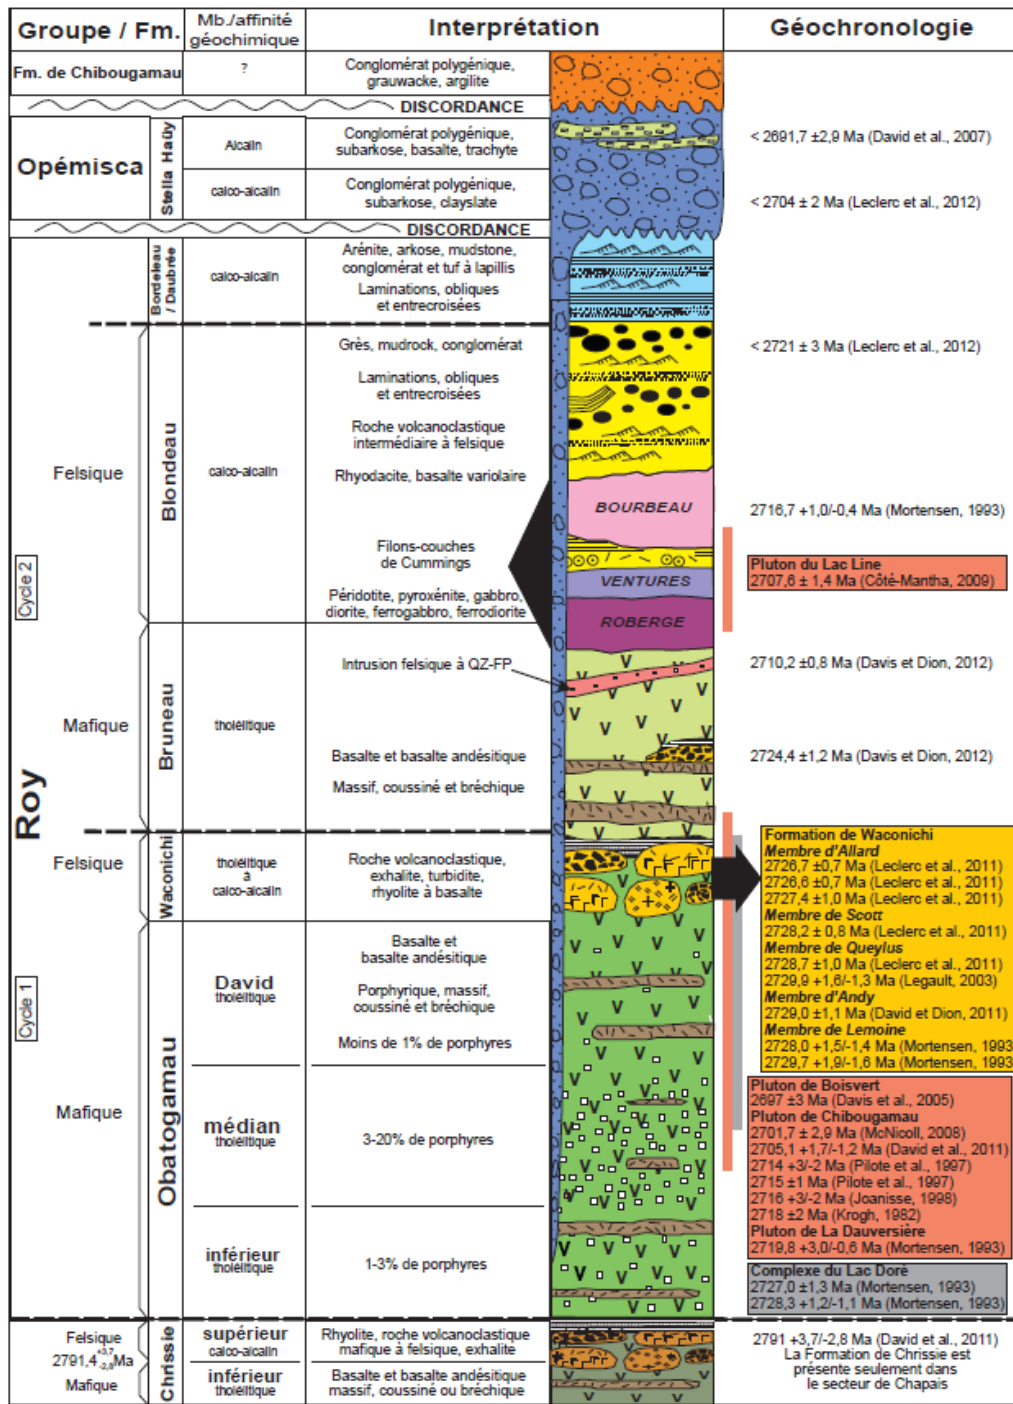 Groupe / Fm.
Mb./affinité
géochimique
Interprétation
Géochronologie
Fm. de Chibougamau
?
Conglomérat polygénique,
grauwacke, argilite
DISCORDANCE
Opémisca
Stella
Haüy
Alcalin
Conglomérat polygénique,
subarkose, basalte, trachyte
< 2691,7 ±2,9 Ma (David et al., 2007)
calco-alcalin
Conglomérat polygénique,
subarkose, clayslate
< 2704 ± 2 Ma (Leclerc et al., 2012)
DISCORDANCE
Roy
Bordeleau
/ Daubrée
calco-alcalin
Arénite, arkose, mudstone,
conglomérat et tuf à lapillis
Laminations, obliques
et entrecroisées
Cycle 2
Felsique
Blondeau
calco-alcalin
Grès, mudrock, conglomérat
< 2721 ± 3 Ma (Leclerc et al., 2012)
Laminations, obliques
et entrecroisées
Roche volcanoclastique
intermédiaire à felsique
Rhyodacite, basalte variolaire
BOURBEAU
2716,7 +1,0/-0,4 Ma (Mortensen, 1993)
Filons-couches
de Cummings
Pluton du Lac Line
2707,6 ± 1,4 Ma (Côté-Mantha, 2009)
VENTURES
Péridotite, pyroxénite, gabbro,
diorite, ferrogabbro, ferrodiorite
ROBERGE
Mafique
Bruneau
tholéiitique
Intrusion felsique à QZ-FP
2710,2 ±0,8 Ma (Davis et Dion, 2012)
Basalte et basalte andésitique
2724,4 ±1,2 Ma (Davis et Dion, 2012)
Massif, coussiné et bréchique
Cycle 1
Felsique
Waconichi
tholéiitique
à
calco-alcalin
Roche volcanoclastique,
exhalite, turbidite,
rhyolite à basalte
Formation de Waconichi
Membre d'Allard
2726,7 ±0,7 Ma (Leclerc et al., 2011)
2726,6 ±0,7 Ma (Leclerc et al., 2011)
2727,4 ±1,0 Ma (Leclerc et al., 2011)
Membre de Scott
2728,2 ± 0,8 Ma (Leclerc et al., 2011)
Membre de Queylus
2728,7 ±1,0 Ma (Leclerc et al., 2011)
2729,9 +1,6/-1,3 Ma (Legault, 2003)
Membre d'Andy
2729,0 ±1,1 Ma (David et Dion, 2011)
Membre de Lemoine
2728,0 +1,5/-1,4 Ma (Mortensen, 1993
2729,7 +1,9/-1,6 Ma (Mortensen, 1993
Mafique
Obatogamau
David
tholéiitique
Basalte et
basalte andésitique
Porphyrique, massif,
coussiné et bréchique
Moins de 1% de porphyres
médian
tholéiitique
3-20% de porphyres
inférieur
tholéiitique
1-3% de porphyres
Pluton de Boisvert
2697 ±3 Ma (Davis et al., 2005)
Pluton de Chibougamau
2701,7 ± 2,9 Ma (McNicoll, 2008)
2705,1 +1,7/-1,2 Ma (David et al., 2011)
2714 +3/-2 Ma (Pilote et al., 1997)
2715 ±1 Ma (Pilote et al., 1997)
2716 +3/-2 Ma (Joanisse, 1998)
2718 ±2 Ma (Krogh, 1982)
Pluton de La Dauversière
2719,8 +3,0/-0,6 Ma (Mortensen, 1993)
Complexe du Lac Doré
2727,0 ±1,3 Ma (Mortensen, 1993)
2728,3 +1,2/-1,1 Ma (Mortensen, 1993)
Felsique
2791,4 +3,7/-2,8 Ma
Mafique
Chrissie
supérieur
calco-alcalin
Rhyolite, roche volcanoclastique
mafique à felsique, exhalite
inférieur
tholéiitique
Basalte et basalte andésitique
massif, coussiné ou bréchique
2791 +3,7/-2,8 Ma (David et al., 2011)
La Formation de Chrissie est
présente seulement dans
le secteur de Chapais